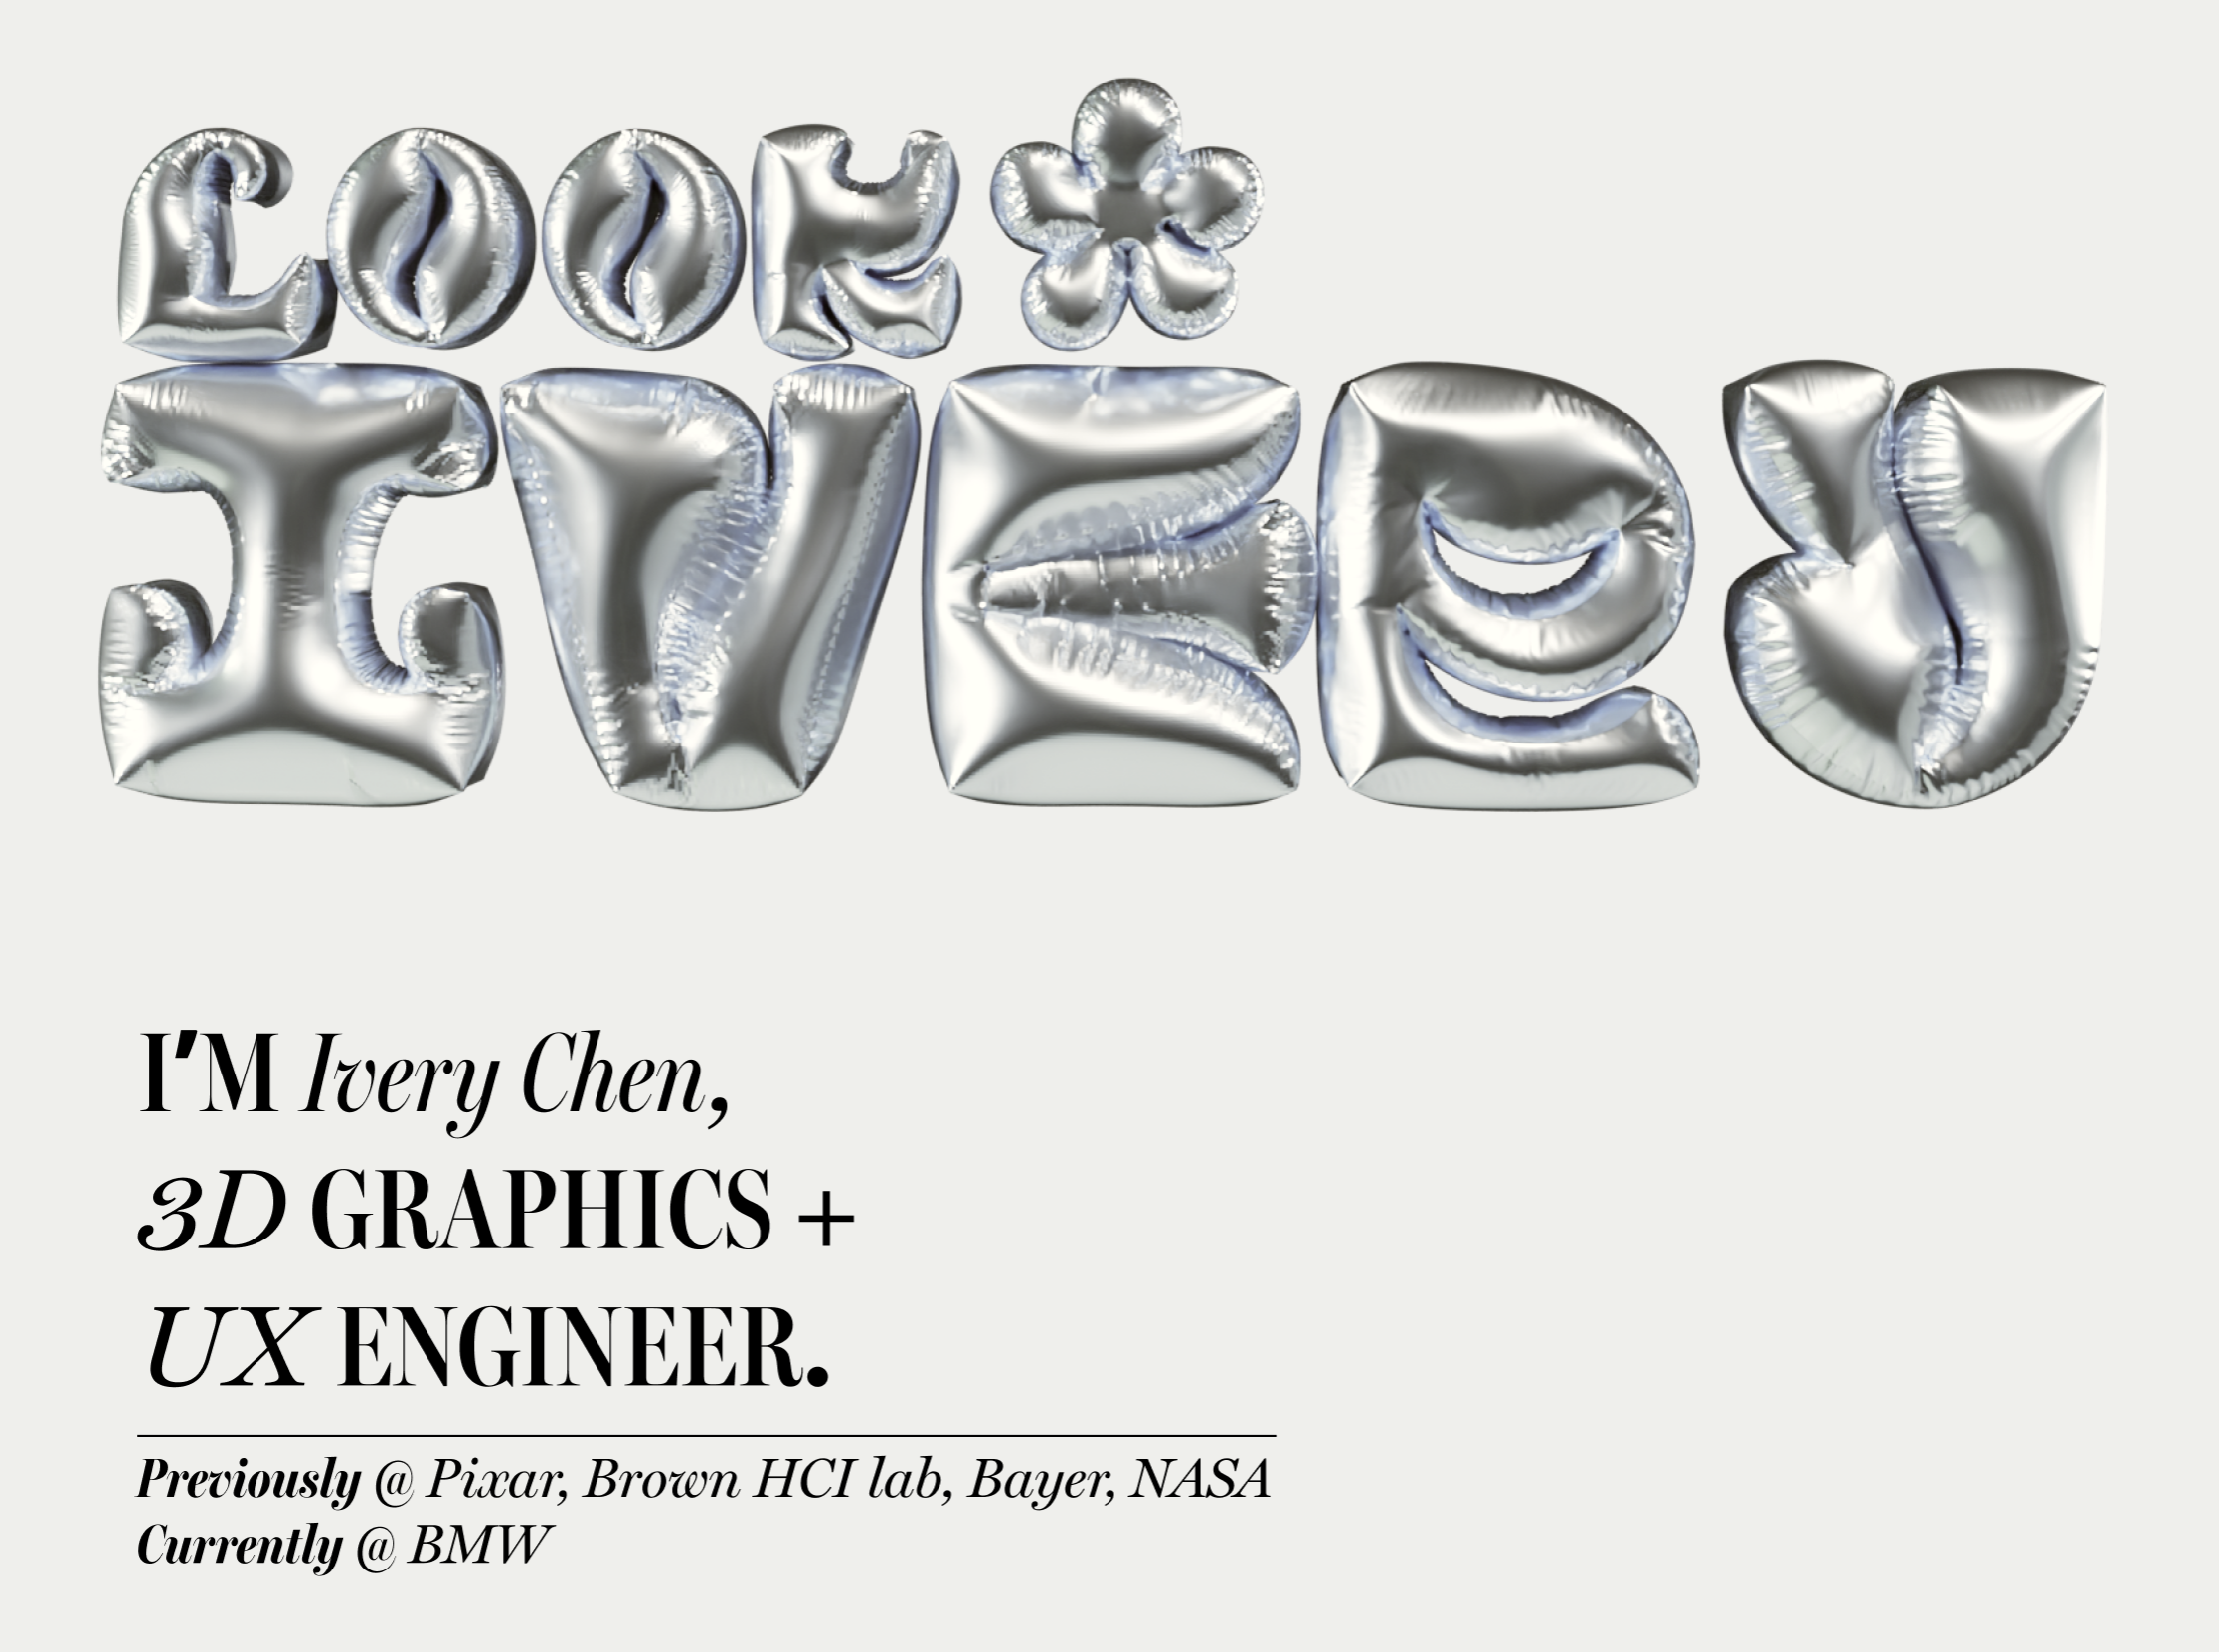 LOOK
IVERY
I'M Ivery Chen,
3D GRAPHICS +
UX ENGINEER.
Previously @ Pixar, Brown HCI lab, Bayer, NASA
Currently @ BMW